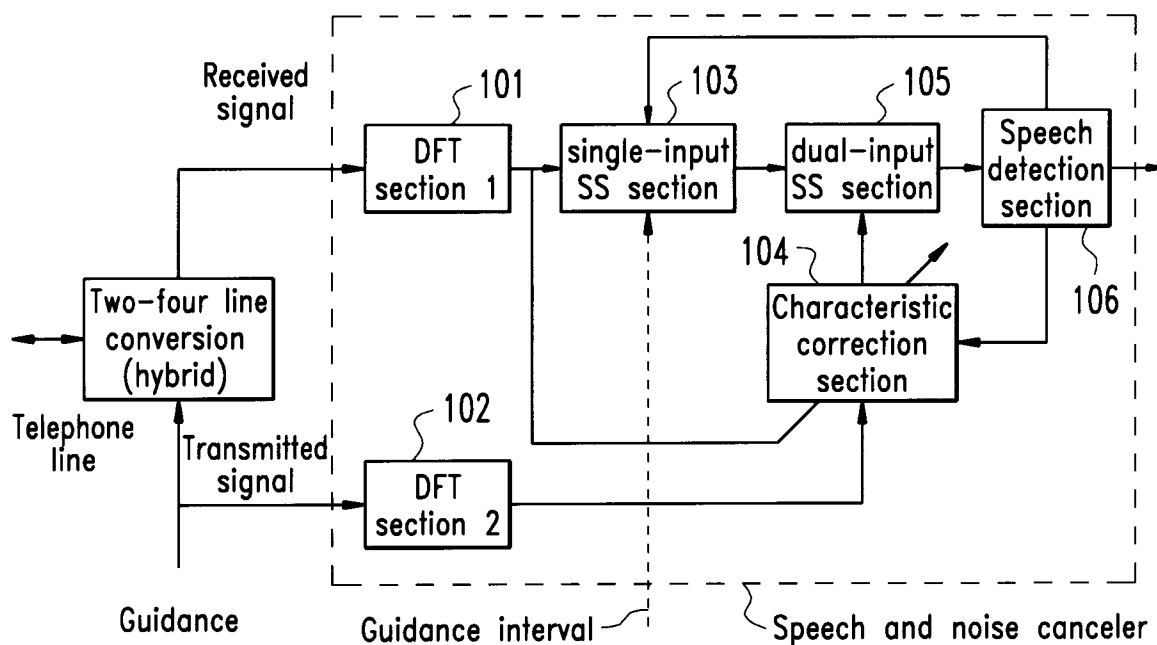 Received
signal
101
103
105
DFT
section 1
single-input
SS section
dual-input
SS section
Speech
detection
section
104
106
Two-four line
conversion
(hybrid)
Characteristic
correction
section
Telephone
line
Transmitted
signal
102
DFT
section 2
Guidance
Guidance interval
Speech and noise canceler